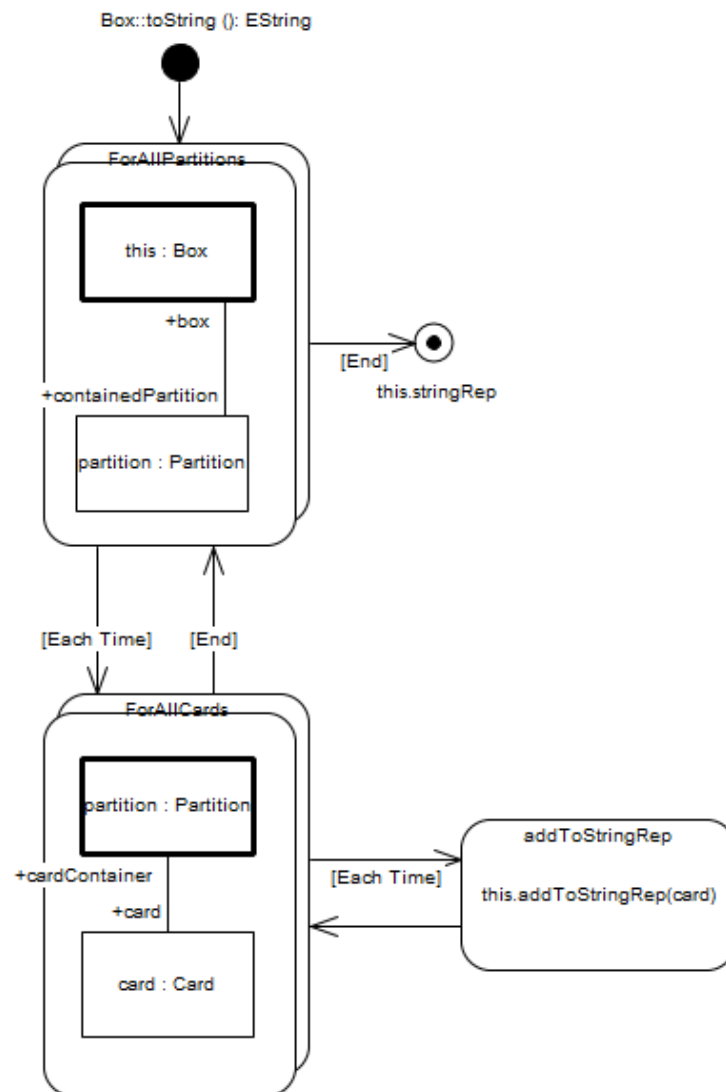 Box::toString (): EString
ForAllPartitions
this : Box
+box
[End]
this.stringRep
+containedPartition
partition : Partition
[Each Time]
[End]
ForAllCards
partition : Partition
+cardContainer
+card
card : Card
[Each Time]
addToStringRep
this.addToStringRep(card)